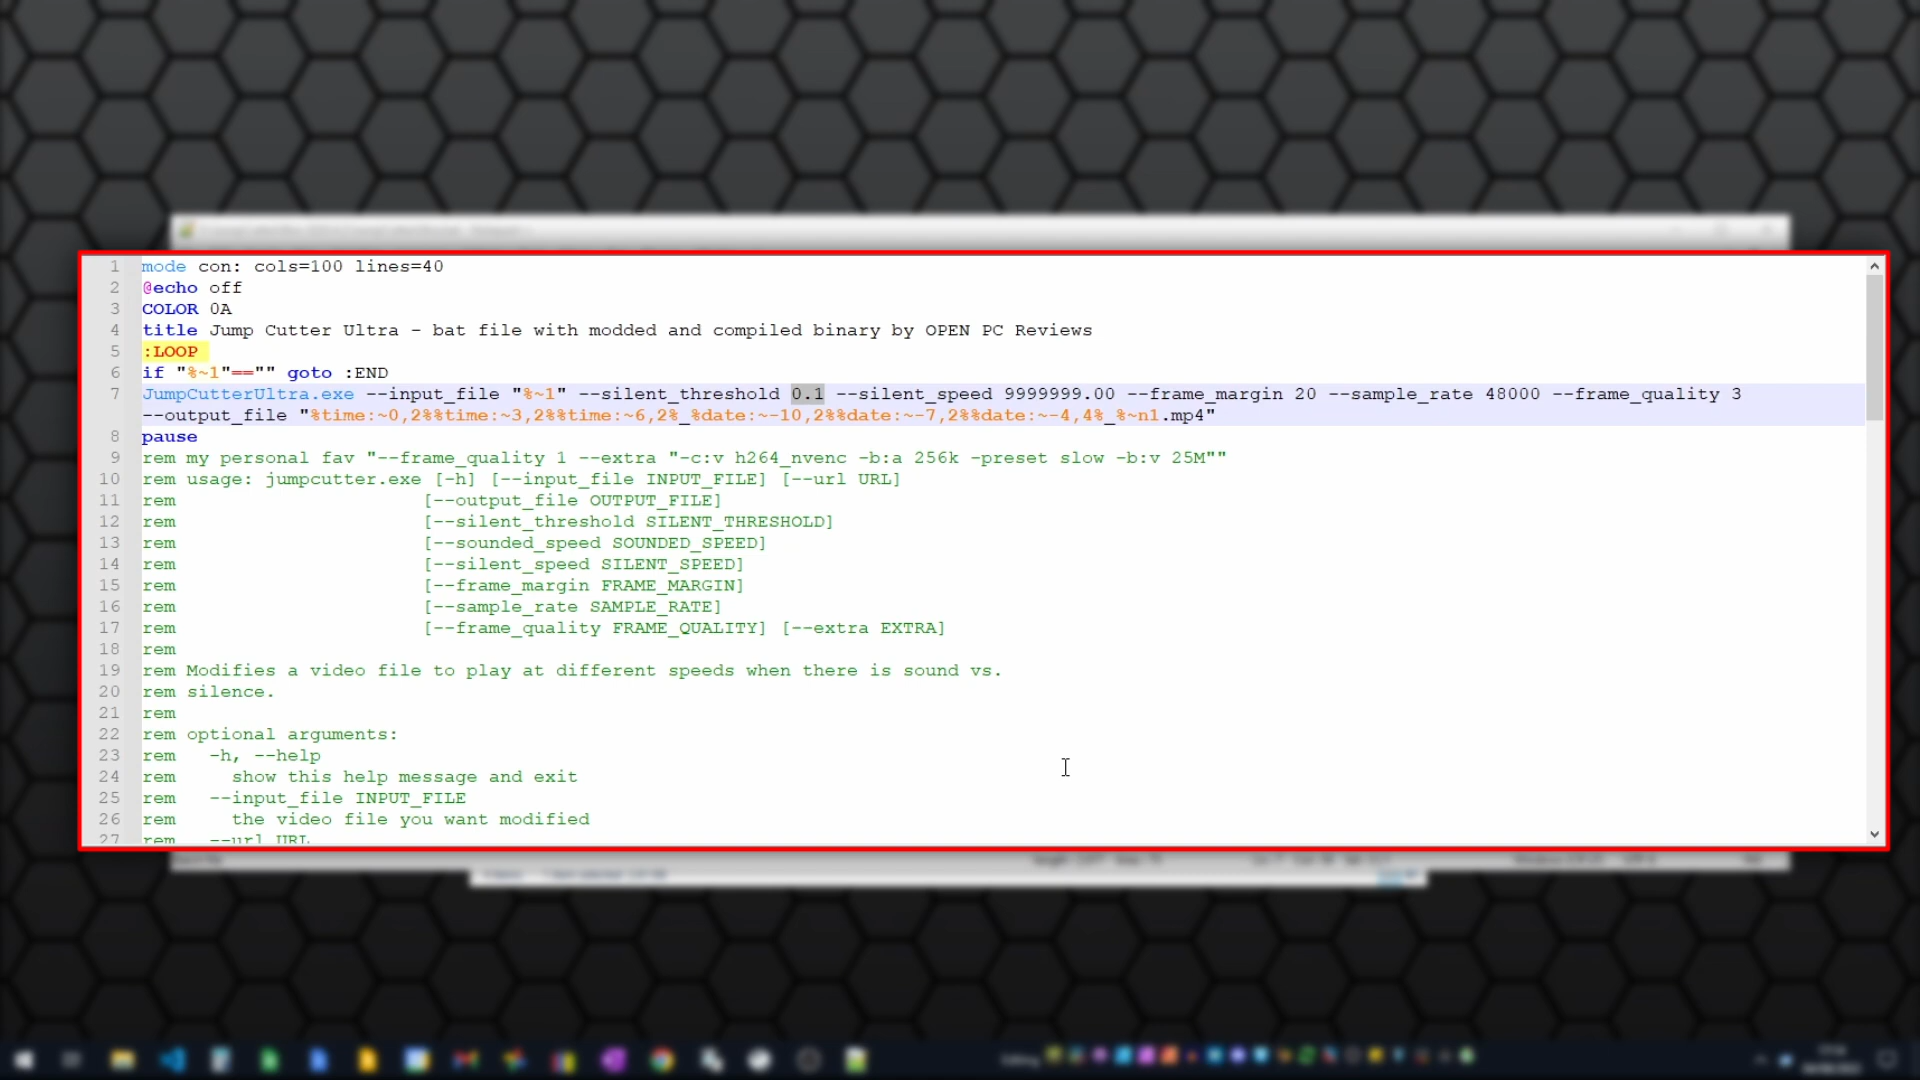 1 mode con: cols=100 lines=40
2 @echo off
3 COLOR 0A
4 title Jump Cutter Ultra - bat file with modded and compiled binary by OPEN PC Reviews
5 :LOOP
6 if "%~1"=="" goto :END
7 JumpCutterUltra.exe --input_file "%~1" --silent_threshold 0.1 --silent_speed 9999999.00 --frame_margin 20 --sample_rate 48000 --frame_quality 3
--output_file "%time:~0,2%%time:~3,2%%time:~6,2%_%date:~-10,2%%date:~-7,2%%date:~-4,4%_%~n1.mp4"
8 pause
9 rem my personal fav "--frame_quality 1 --extra "-c:v h264_nvenc -b:a 256k -preset slow -b:v 25M""
10 rem usage: jumpcutter.exe [-h] [--input_file INPUT_FILE] [--url URL]
11 rem [--output_file OUTPUT_FILE]
12 rem [--silent_threshold SILENT_THRESHOLD]
13 rem [--sounded_speed SOUNDED_SPEED]
14 rem [--silent_speed SILENT_SPEED]
15 rem [--frame_margin FRAME_MARGIN]
16 rem [--sample_rate SAMPLE_RATE]
17 rem [--frame_quality FRAME_QUALITY] [--extra EXTRA]
18 rem
19 rem Modifies a video file to play at different speeds when there is sound vs.
20 rem silence.
21 rem
22 rem optional arguments:
23 rem -h, --help
24 rem show this help message and exit
25 rem --input_file INPUT_FILE
26 rem the video file you want modified
27 rem --url URL